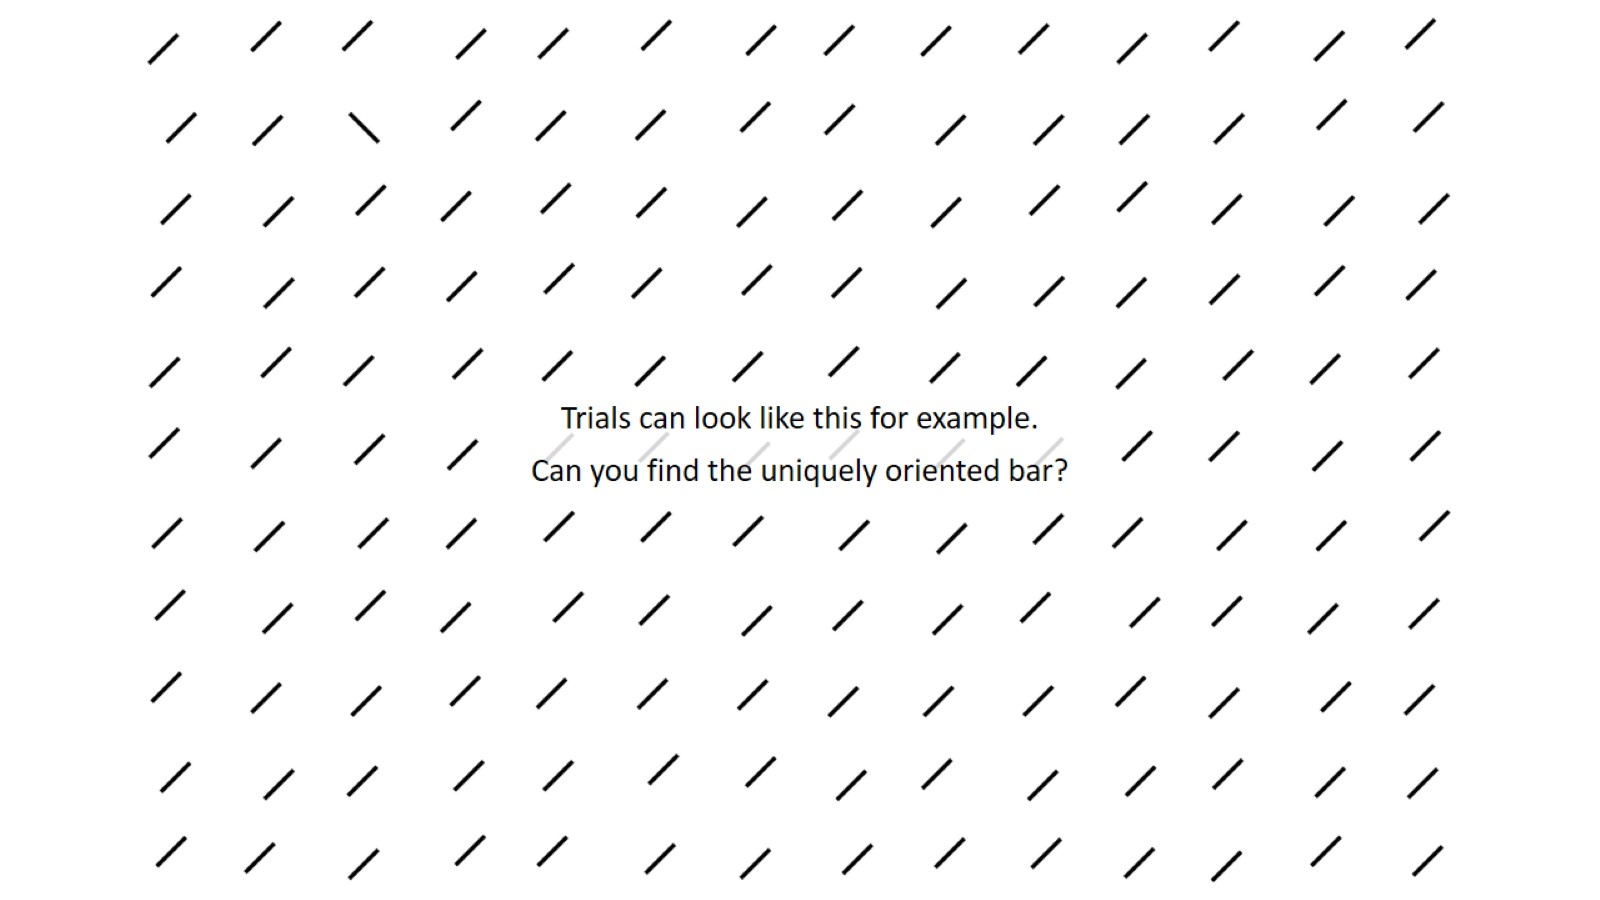 Trials can look like this for example.
Can you find the uniquely oriented bar?